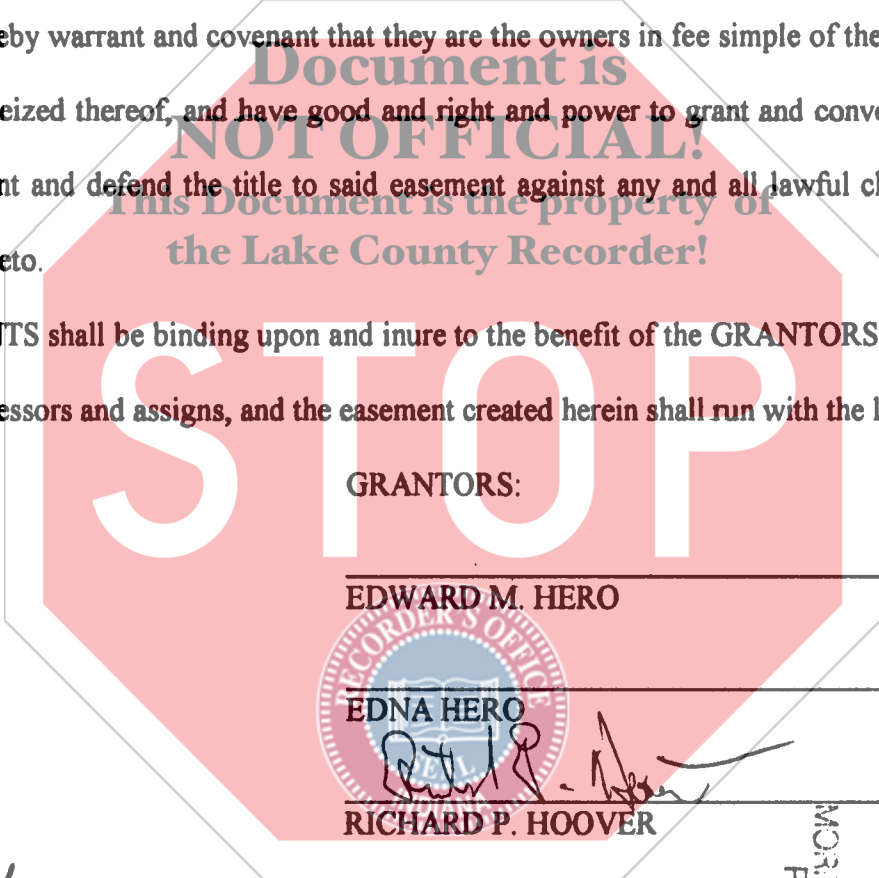 eby warrant and covenant that they are the owners in fee simple of the
Document is
eized thereof, and have good and right and power to grant and conve
NOT OFFICIAL!
nt and defend the title to said easement against any and all lawful cl
This Document is the property of
eto.
the Lake County Recorder!
NTS shall be binding upon and inure to the benefit of the GRANTORS
STOP
essors and assigns, and the easement created herein shall run with the l
GRANTORS:
EDWARD M. HERO
RECORDER'S OFFICE
EDNA HERO
SEAL
INDIANA
RICHARD P. HOOVER
MOR